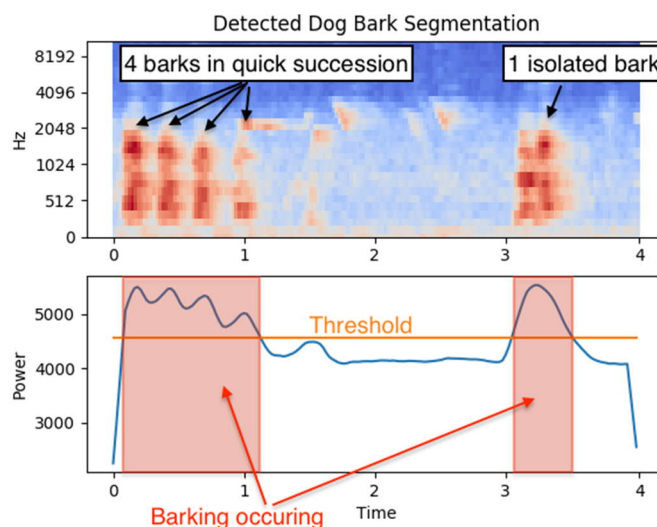 Detected Dog Bark Segmentation
4 barks in quick succession
1 isolated bark
8192
4096
2048
1024
512
0
Hz
0 1 2 3 4
Threshold
5000
4000
3000
Power
0 1 2 3 4
Time
Barking occuring